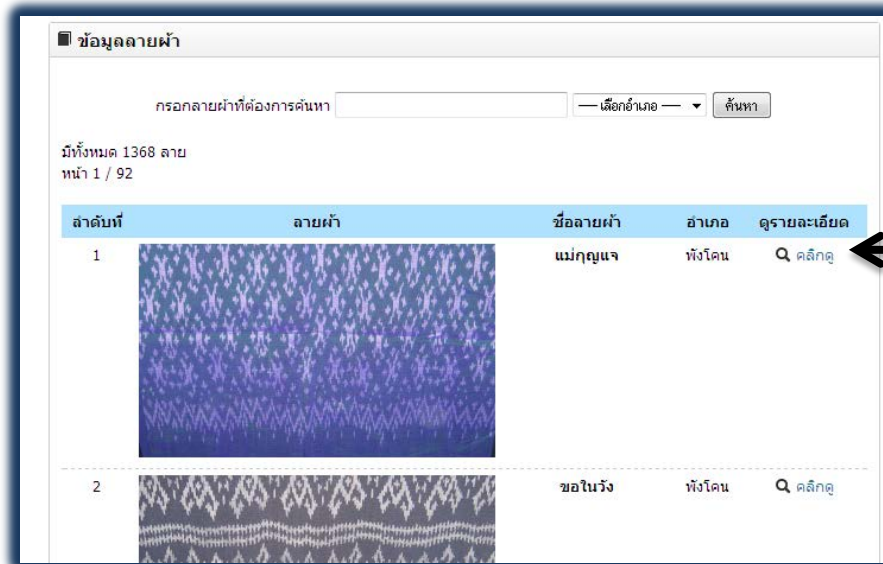 ข้อมูลลายผ้า
กรอกลายผ้าที่ต้องการค้นหา — เลือกอำเภอ — ค้นหา
มีทั้งหมด 1368 ลาย
หน้า 1 / 92
ลำดับที่ ลายผ้า ชื่อลายผ้า อำเภอ ดูรายละเอียด
1 แม่กุญแจ พังโคน คลิกดู
2 ขอในวัง พังโคน คลิกดู